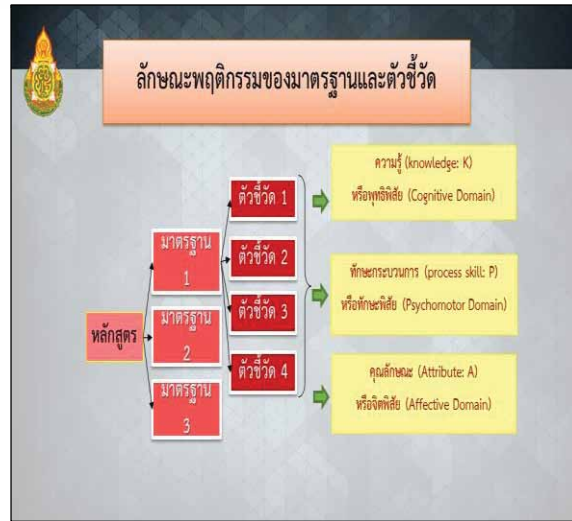 ลักษณะพฤติกรรมของมาตรฐานและตัวชี้วัด
หลักสูตร
มาตรฐาน
1
มาตรฐาน
2
มาตรฐาน
3
ตัวชี้วัด 1
ตัวชี้วัด 2
ตัวชี้วัด 3
ตัวชี้วัด 4
ความรู้ (knowledge: K)
หรือพุทธิพิสัย (Cognitive Domain)
ทักษะกระบวนการ (process skill: P)
หรือทักษะพิสัย (Psychomotor Domain)
คุณลักษณะ (Attribute: A)
หรือจิตพิสัย (Affective Domain)